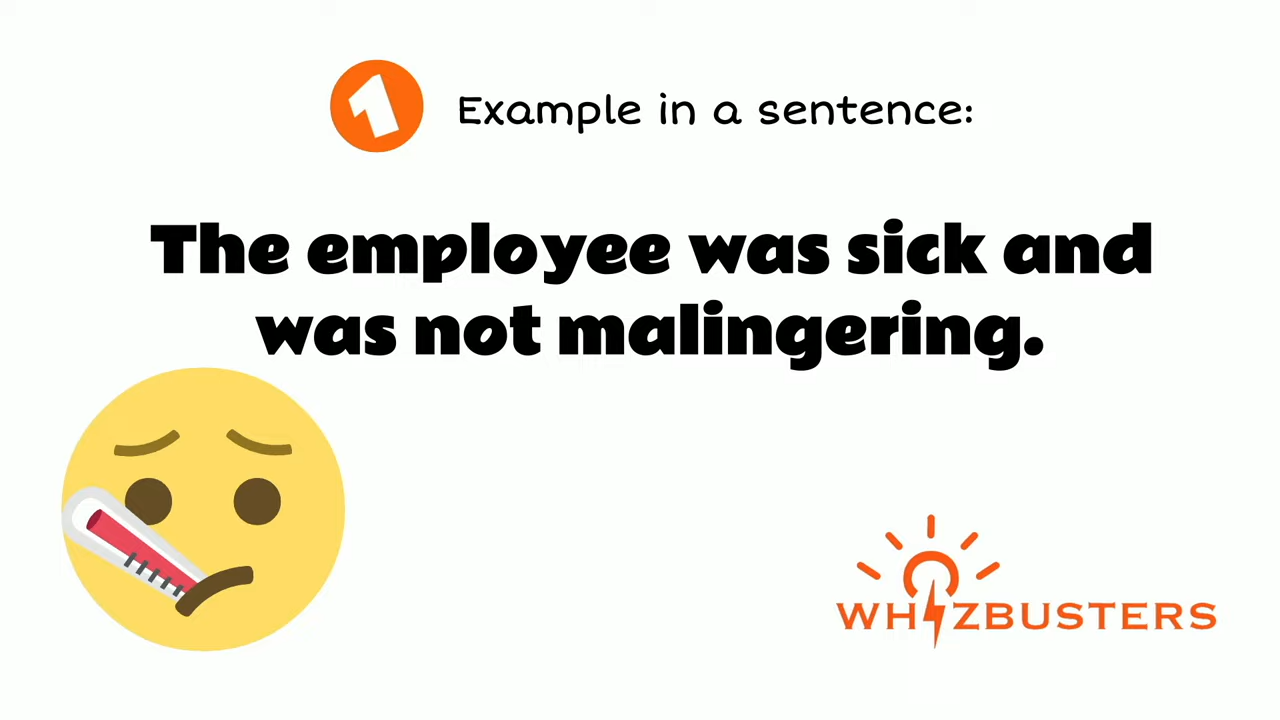 1 Example in a sentence:
The employee was sick and
was not malingering.
WHIZBUSTERS